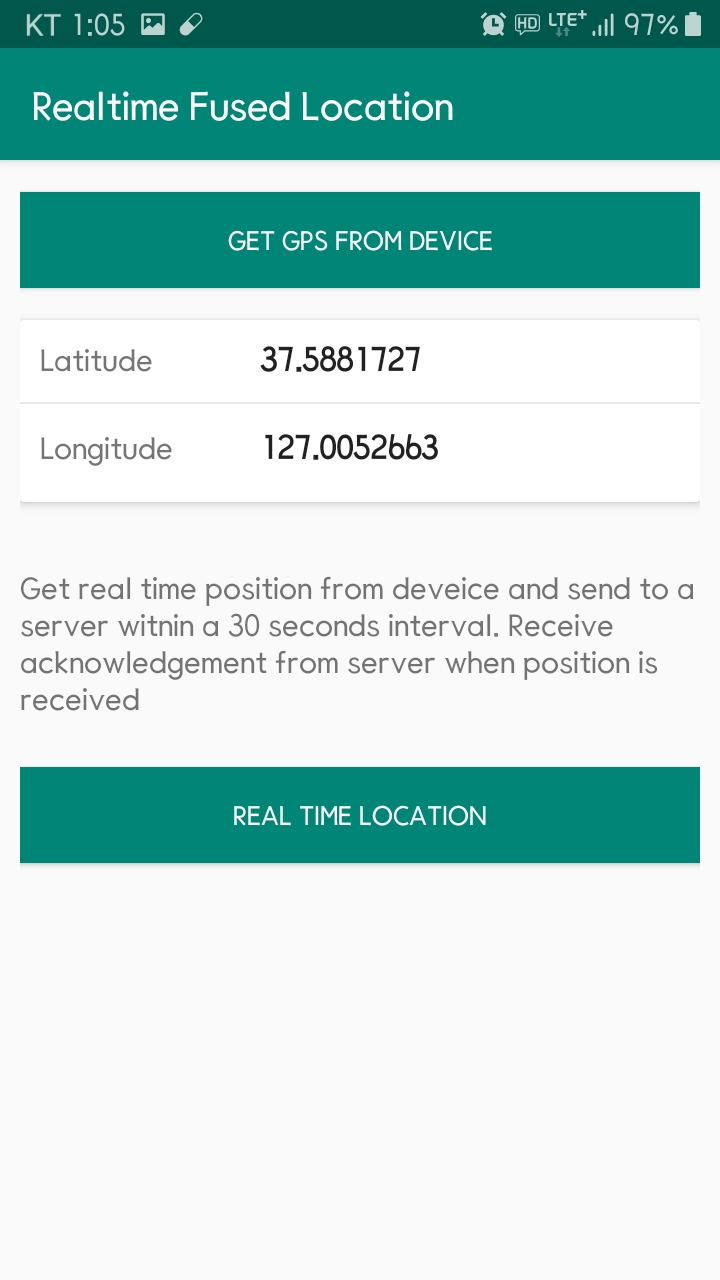 KT 1:05 HD LTE+ 97%
Realtime Fused Location
GET GPS FROM DEVICE
Latitude 37.5881727
Longitude 127.0052663
Get real time position from deveice and send to a
server witnin a 30 seconds interval. Receive
acknowledgement from server when position is
received
REAL TIME LOCATION